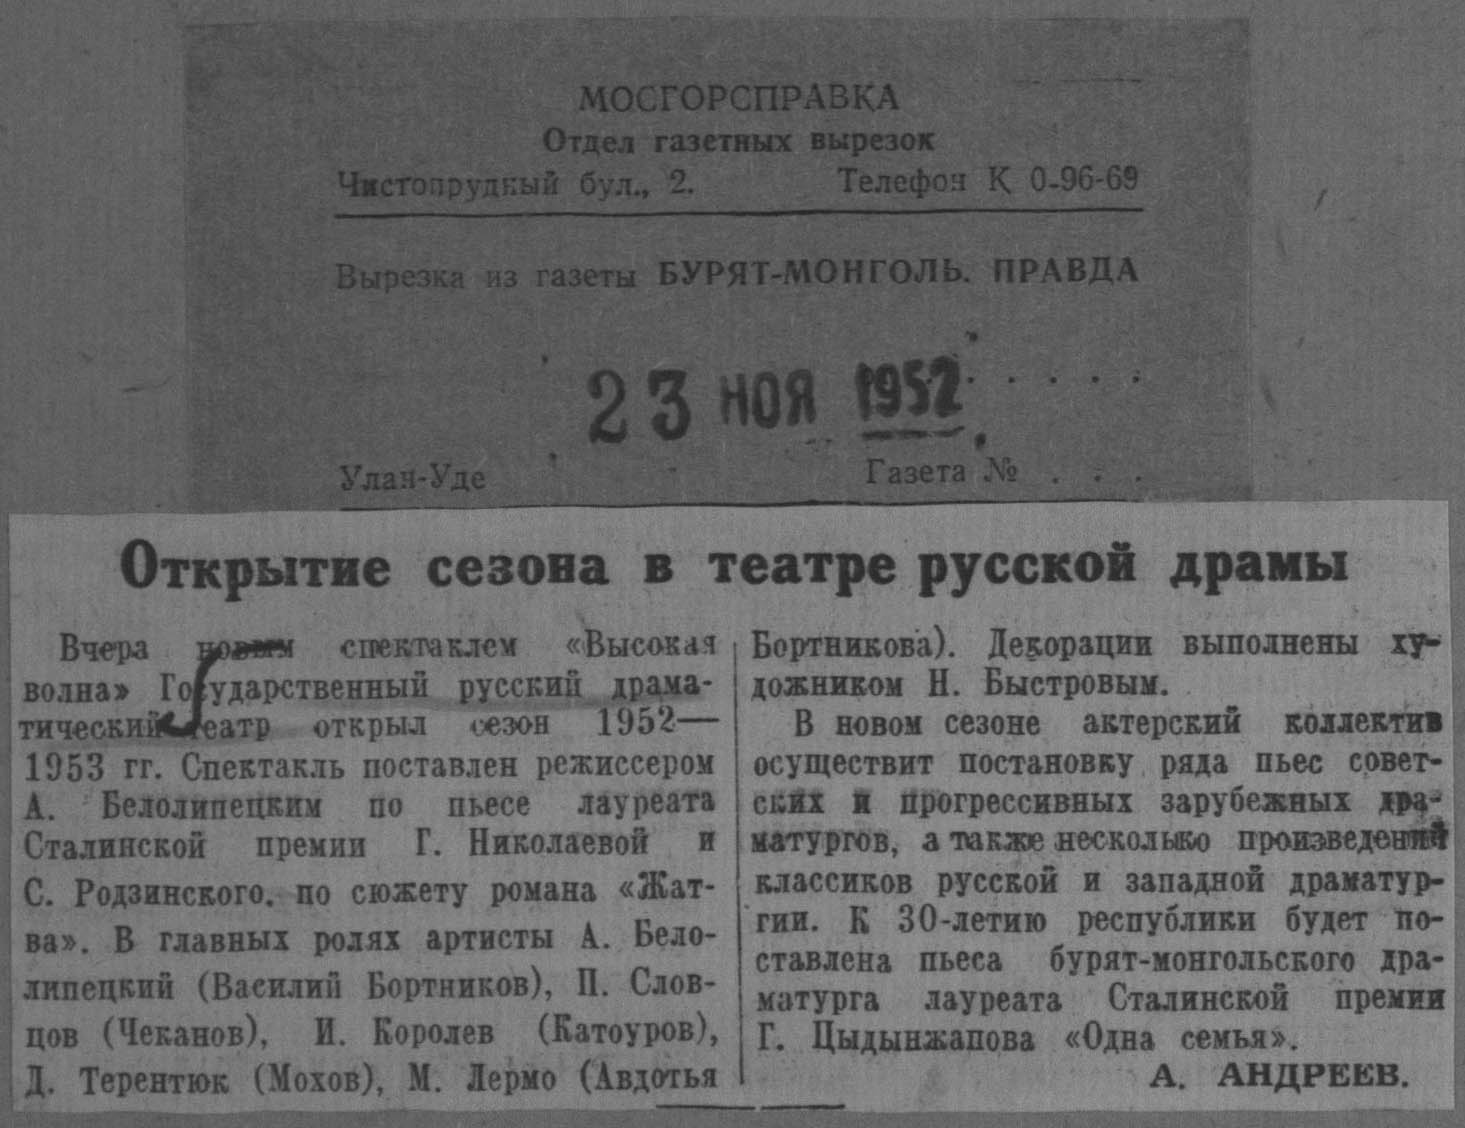 МОСГОРСПРАВКА
Отдел газетных вырезок
Чистопрудный бул., 2. Телефон К 0-96-69
Вырезка из газеты БУРЯТ-МОНГОЛЬ. ПРАВДА
23 НОЯ 1952
Улан-Уде Газета № . . .
Открытие сезона в театре русской драмы
Вчера новым спектаклем «Высокая
волна» Государственный русский драма-
тический театр открыл сезон 1952—
1953 гг. Спектакль поставлен режиссером
А. Белолипецким по пьесе лауреата
Сталинской премии Г. Николаевой и
С. Родзинского, по сюжету романа «Жат-
ва». В главных ролях артисты А. Бело-
липецкий (Василий Бортников), П. Слов-
цов (Чеканов), И. Королев (Катоуров),
Д. Терентюк (Мохов), М. Лермо (Авдотья
Бортникова). Декорации выполнены ху-
дожником Н. Быстровым.
В новом сезоне актерский коллектив
осуществит постановку ряда пьес совет-
ских и прогрессивных зарубежных дра-
матургов, а также несколько произведений
классиков русской и западной драматур-
гии. К 30-летию республики будет по-
ставлена пьеса бурят-монгольского дра-
матурга лауреата Сталинской премии
Г. Цыдынжапова «Одна семья».
А. АНДРЕЕВ.